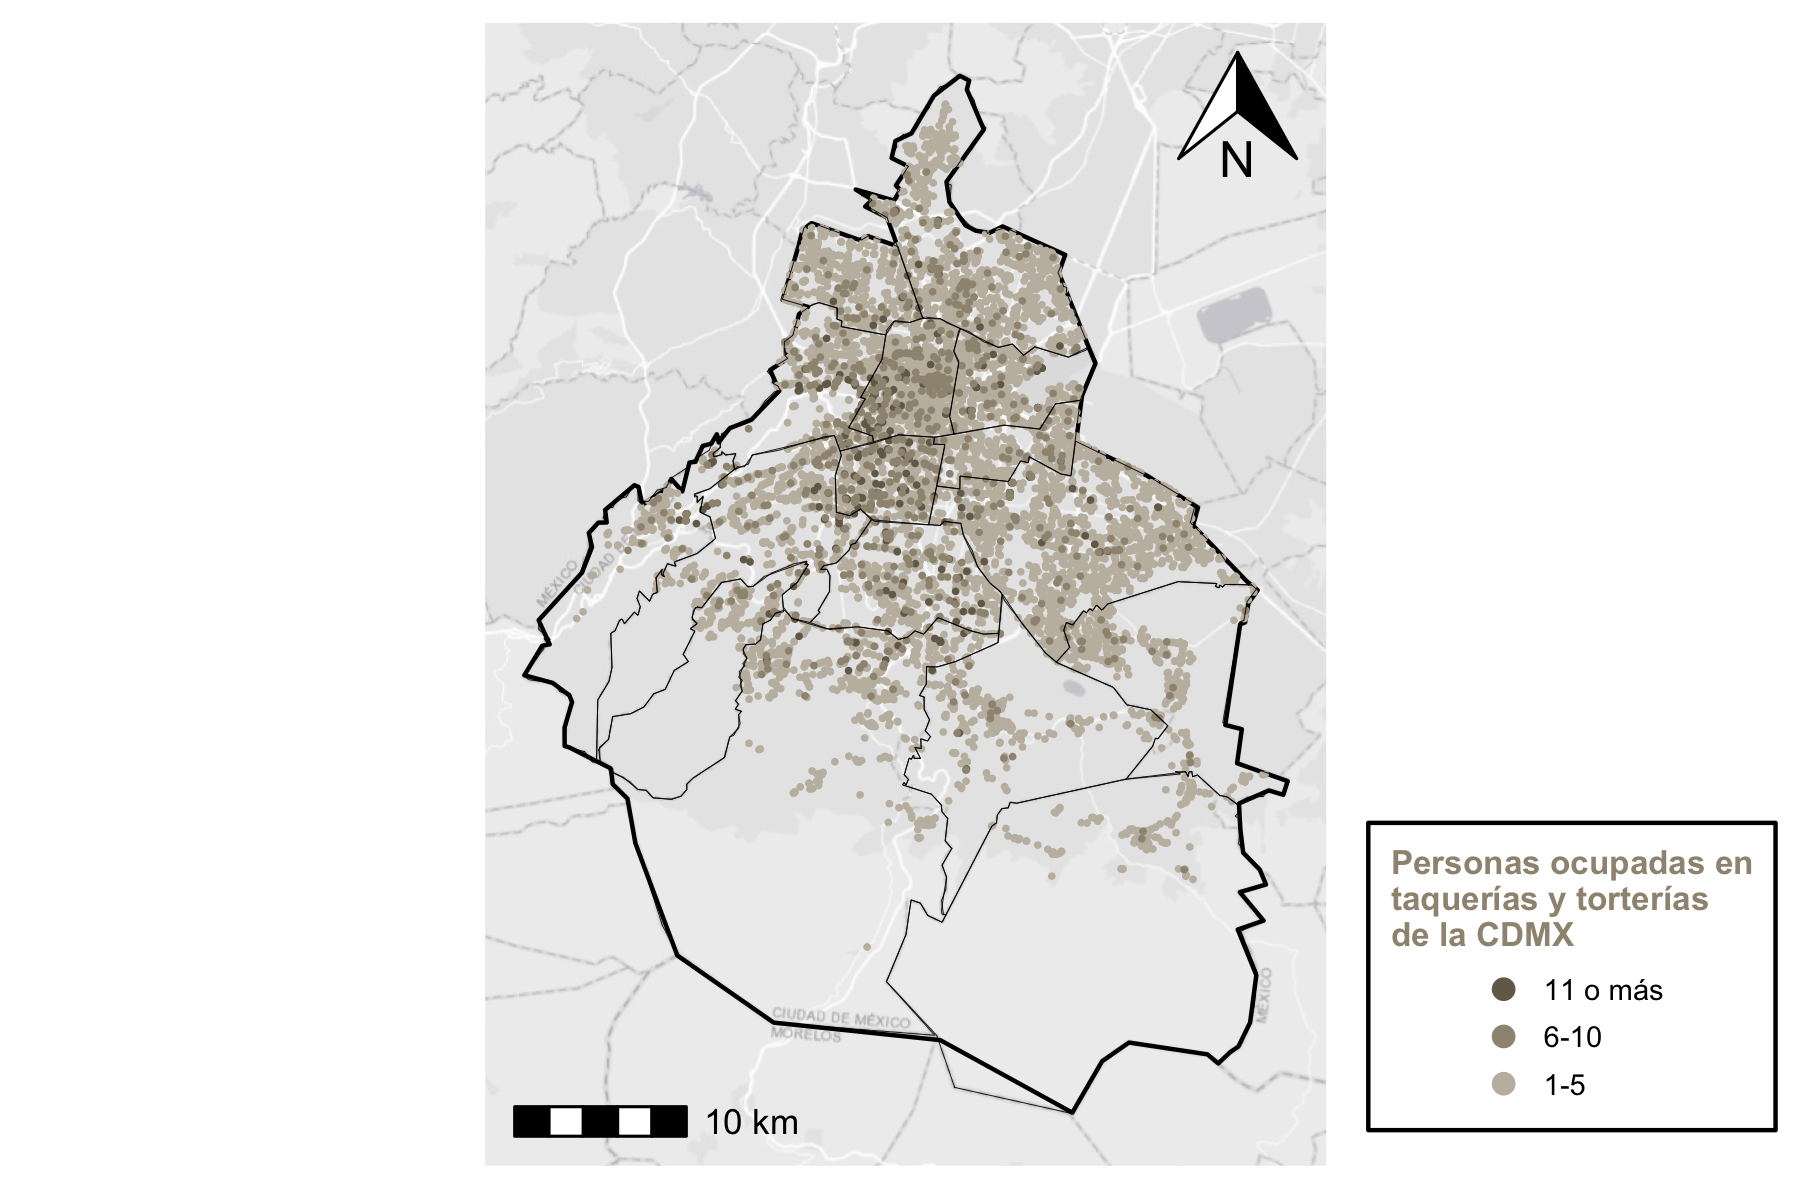 N
MÉXICO
CIUDAD DE
CIUDAD DE MÉXICO
MORELOS
MÉXICO
10 km
Personas ocupadas en
taquerías y torterías
de la CDMX
11 o más
6-10
1-5